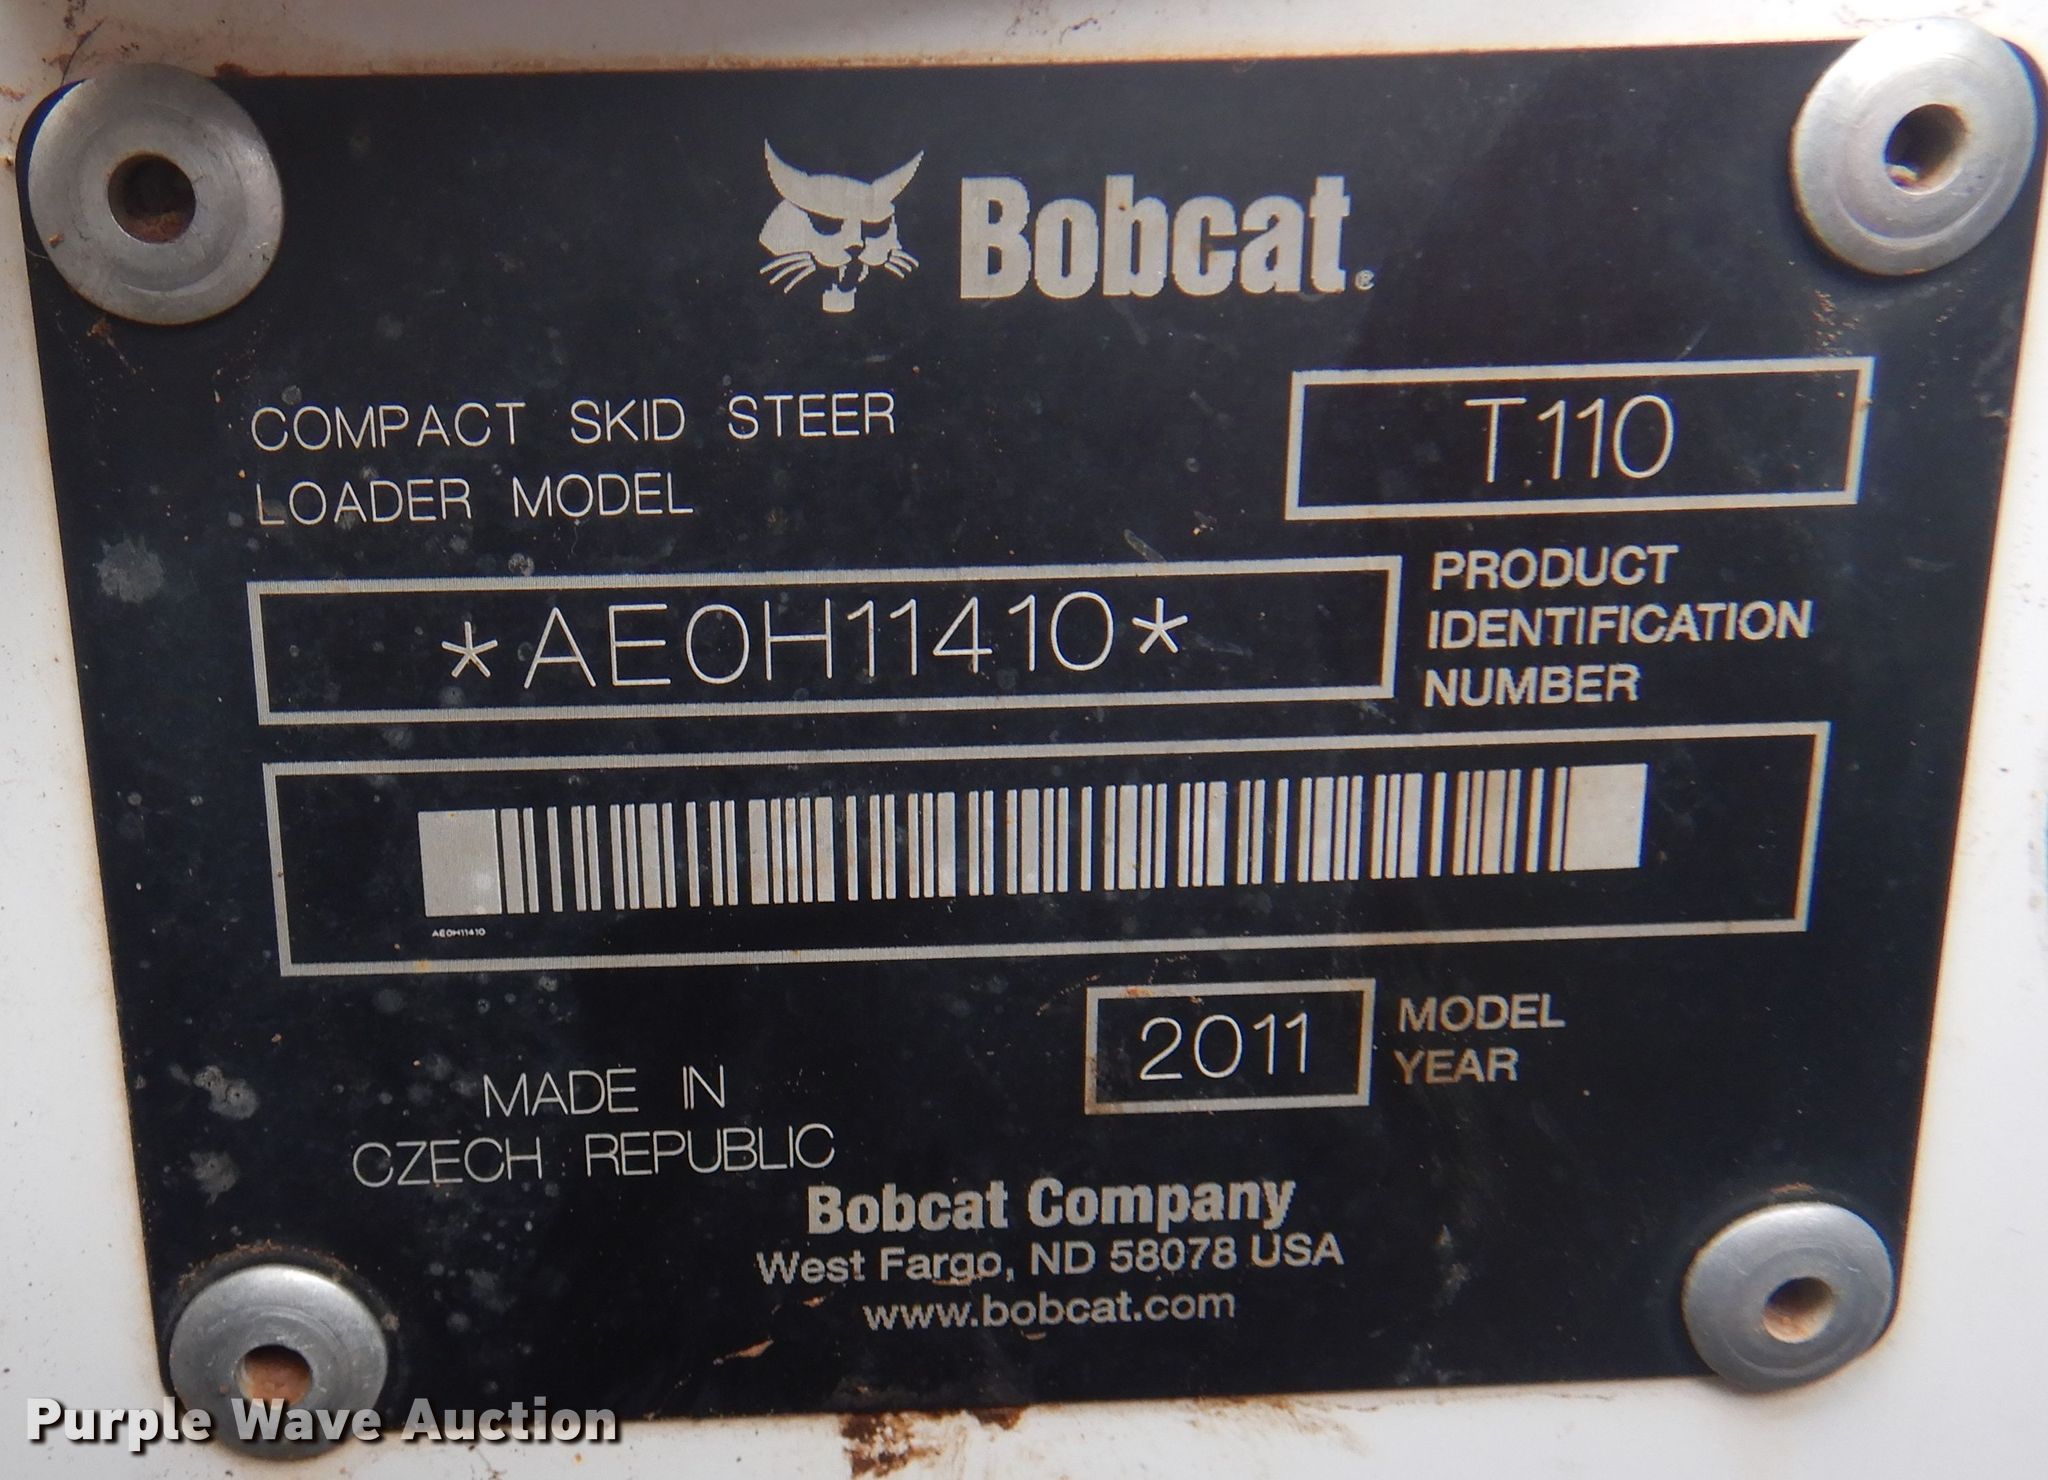 Bobcat®
COMPACT SKID STEER
LOADER MODEL
T110
*AE0H11410*
PRODUCT
IDENTIFICATION
NUMBER
AE0H11410
2011
MODEL
YEAR
MADE IN
CZECH REPUBLIC
Bobcat Company
West Fargo, ND 58078 USA
www.bobcat.com
Purple Wave Auction